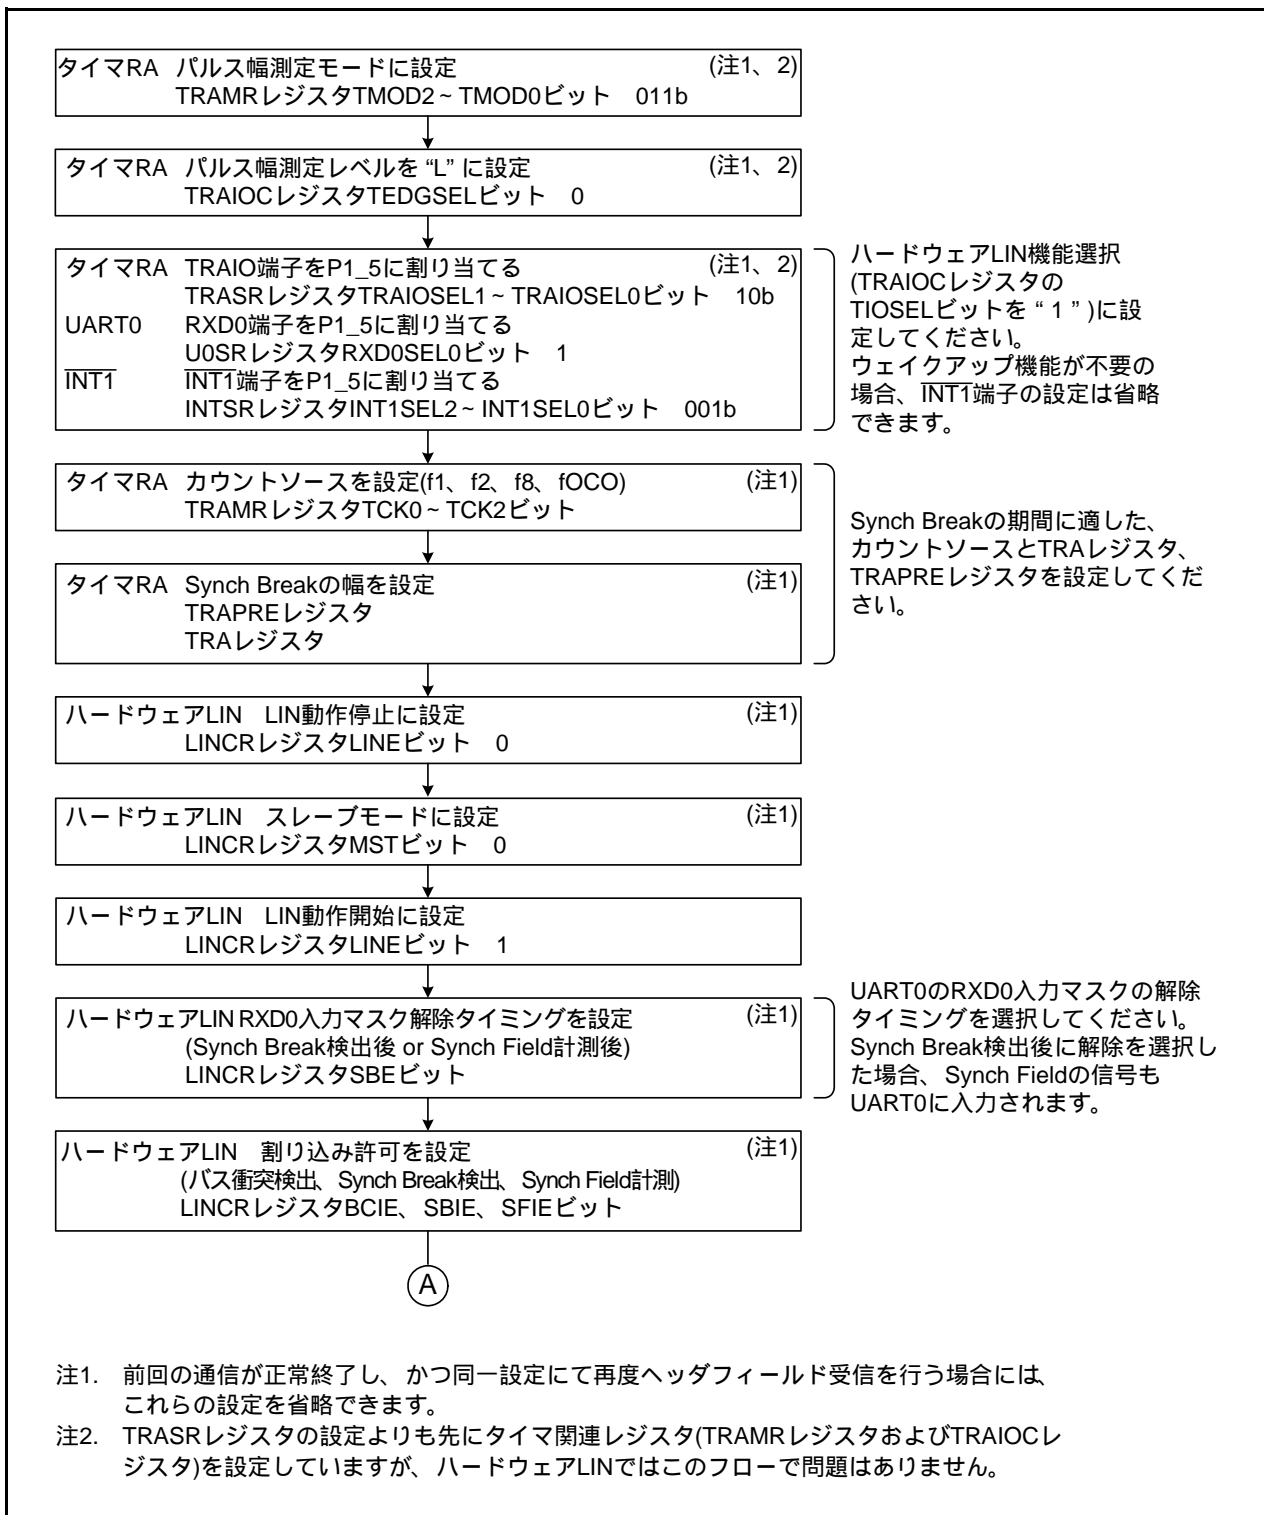 タイマRA パルス幅測定モードに設定 (注1、2)
TRAMRレジスタTMOD2~TMOD0ビット 011b
タイマRA パルス幅測定レベルを “L” に設定 (注1、2)
TRAIOCレジスタTEDGSELビット 0
タイマRA TRAIO端子をP1_5に割り当てる (注1、2)
TRASRレジスタTRAIOSEL1~TRAIOSEL0ビット 10b
UART0 RXD0端子をP1_5に割り当てる
U0SRレジスタRXD0SEL0ビット 1
INT1 INT1端子をP1_5に割り当てる
INTSRレジスタINT1SEL2~INT1SEL0ビット 001b
ハードウェアLIN機能選択
(TRAIOCレジスタの
TIOSELビットを “ 1 ” )に設
定してください。
ウェイクアップ機能が不要の
場合、INT1端子の設定は省略
できます。
タイマRA カウントソースを設定(f1、f2、f8、fOCO) (注1)
TRAMRレジスタTCK0~TCK2ビット
タイマRA Synch Breakの幅を設定 (注1)
TRAPREレジスタ
TRAレジスタ
Synch Breakの期間に適した、
カウントソースとTRAレジスタ、
TRAPREレジスタを設定してくだ
さい。
ハードウェアLIN LIN動作停止に設定 (注1)
LINCRレジスタLINEビット 0
ハードウェアLIN スレーブモードに設定 (注1)
LINCRレジスタMSTビット 0
ハードウェアLIN LIN動作開始に設定
LINCRレジスタLINEビット 1
ハードウェアLIN RXD0入力マスク解除タイミングを設定 (注1)
(Synch Break検出後 or Synch Field計測後)
LINCRレジスタSBEビット
UART0のRXD0入力マスクの解除
タイミングを選択してください。
Synch Break検出後に解除を選択し
た場合、Synch Fieldの信号も
UART0に入力されます。
ハードウェアLIN 割り込み許可を設定 (注1)
(バス衝突検出、Synch Break検出、Synch Field計測)
LINCRレジスタBCIE、SBIE、SFIEビット
A
注1. 前回の通信が正常終了し、かつ同一設定にて再度ヘッダフィールド受信を行う場合には、
これらの設定を省略できます。
注2. TRASRレジスタの設定よりも先にタイマ関連レジスタ(TRAMRレジスタおよびTRAIOCレ
ジスタ)を設定していますが、ハードウェアLINではこのフローで問題はありません。